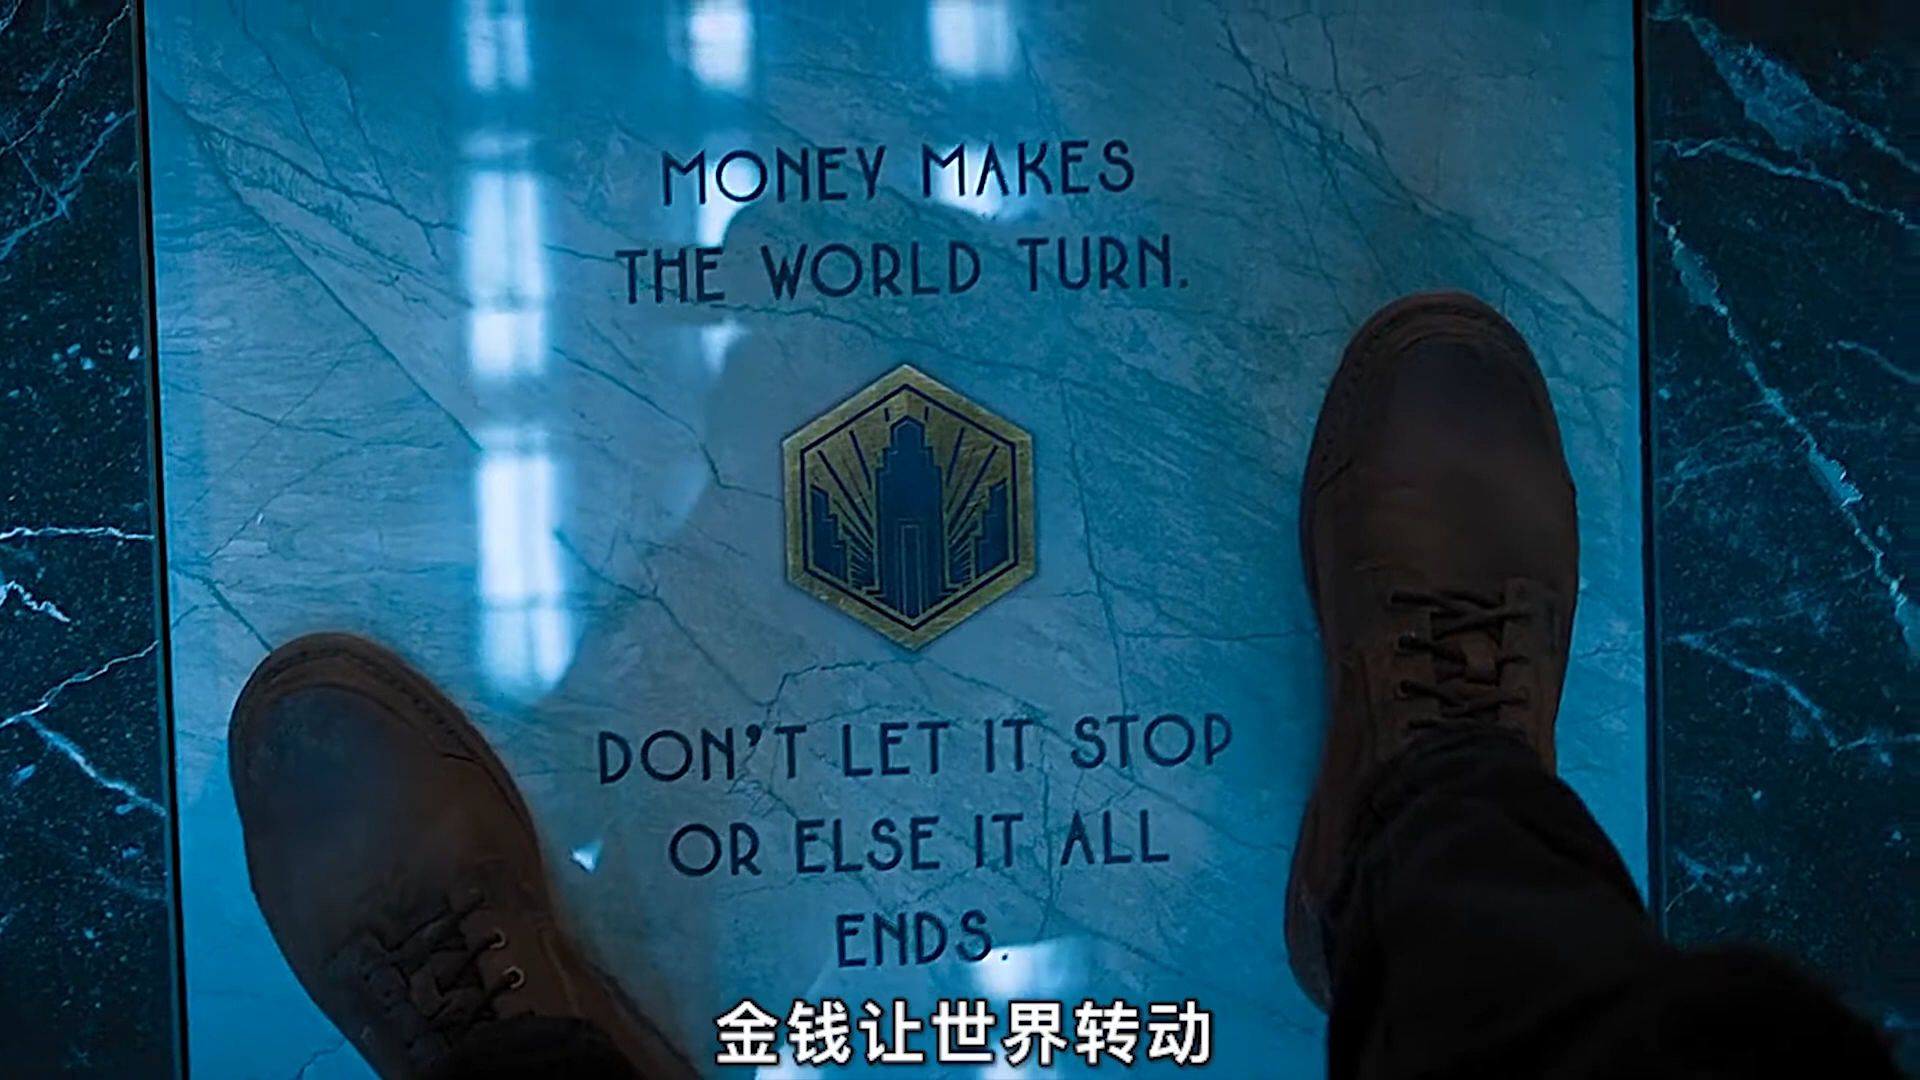 MONEY MAKES
THE WORLD TURN.
DON'T LET IT STOP
OR ELSE IT ALL
ENDS.
金钱让世界转动